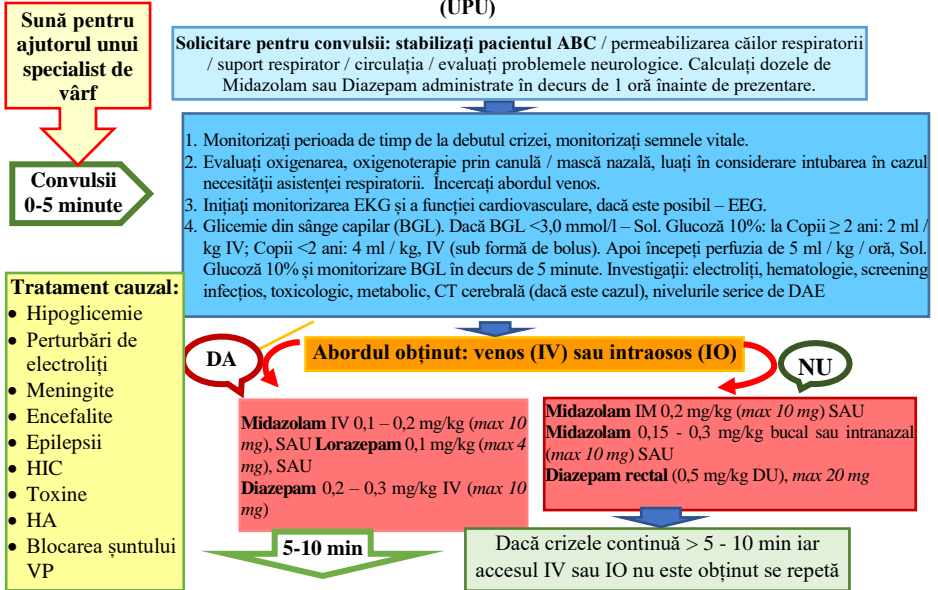 (UPU)
Sună pentru
ajutorul unui
specialist de
vârf
Solicitare pentru convulsii: stabilizați pacientul ABC / permeabilizarea căilor respiratorii
/ suport respirator / circulația / evaluați problemele neurologice. Calculați dozele de
Midazolam sau Diazepam administrate în decurs de 1 oră înainte de prezentare.
Convulsii
0-5 minute
1. Monitorizați perioada de timp de la debutul crizei, monitorizați semnele vitale.
2. Evaluați oxigenarea, oxigenoterapie prin canulă / mască nazală, luați în considerare intubarea în cazul
necesității asistenței respiratorii. Încercați abordul venos.
3. Inițiați monitorizarea EKG și a funcției cardiovasculare, dacă este posibil – EEG.
4. Glicemie din sânge capilar (BGL). Dacă BGL <3,0 mmol/l – Sol. Glucoză 10%: la Copii ≥ 2 ani: 2 ml /
kg IV; Copii <2 ani: 4 ml / kg, IV (sub formă de bolus). Apoi începeți perfuzia de 5 ml / kg / oră, Sol.
Glucoză 10% și monitorizare BGL în decurs de 5 minute. Investigații: electroliți, hematologie, screening
infecțios, toxicologic, metabolic, CT cerebrală (dacă este cazul), nivelurile serice de DAE
Tratament cauzal:
• Hipoglicemie
• Perturbări de
electroliți
• Meningite
• Encefalite
• Epilepsii
• HIC
• Toxine
• HA
• Blocarea șuntului
VP
DA
Abordul obținut: venos (IV) sau intraosos (IO)
NU
Midazolam IV 0,1 – 0,2 mg/kg (max 10
mg), SAU Lorazepam 0,1 mg/kg (max 4
mg), SAU
Diazepam 0,2 – 0,3 mg/kg IV (max 10
mg)
Midazolam IM 0,2 mg/kg (max 10 mg) SAU
Midazolam 0,15 - 0,3 mg/kg bucal sau intranazal
(max 10 mg) SAU
Diazepam rectal (0,5 mg/kg DU), max 20 mg
5-10 min
Dacă crizele continuă > 5 - 10 min iar
accesul IV sau IO nu este obținut se repetă